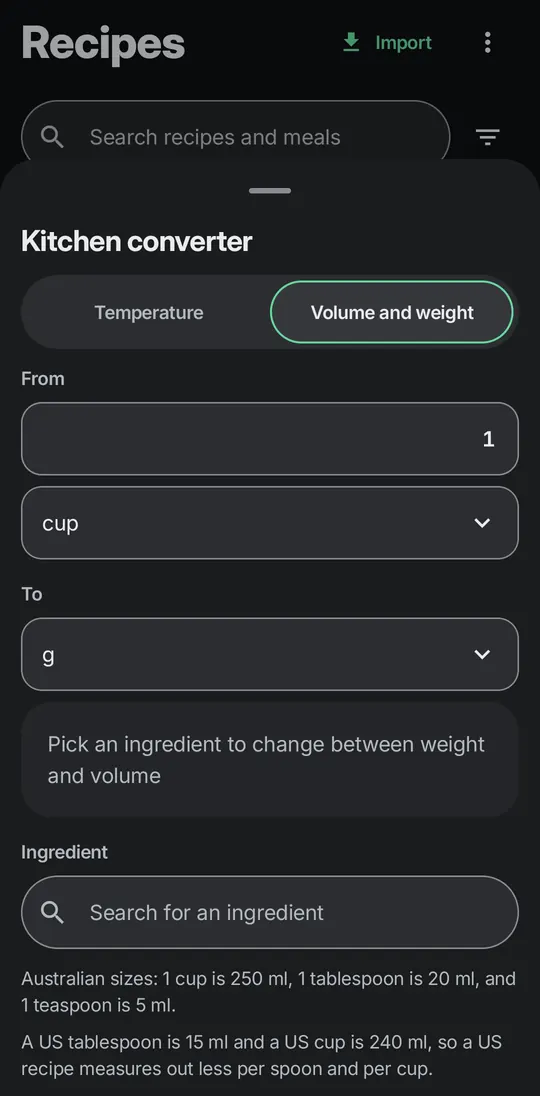 Recipes
Import
Search recipes and meals
Kitchen converter
Temperature
Volume and weight
From
1
cup
To
g
Pick an ingredient to change between weight
and volume
Ingredient
Search for an ingredient
Australian sizes: 1 cup is 250 ml, 1 tablespoon is 20 ml, and
1 teaspoon is 5 ml.
A US tablespoon is 15 ml and a US cup is 240 ml, so a US
recipe measures out less per spoon and per cup.